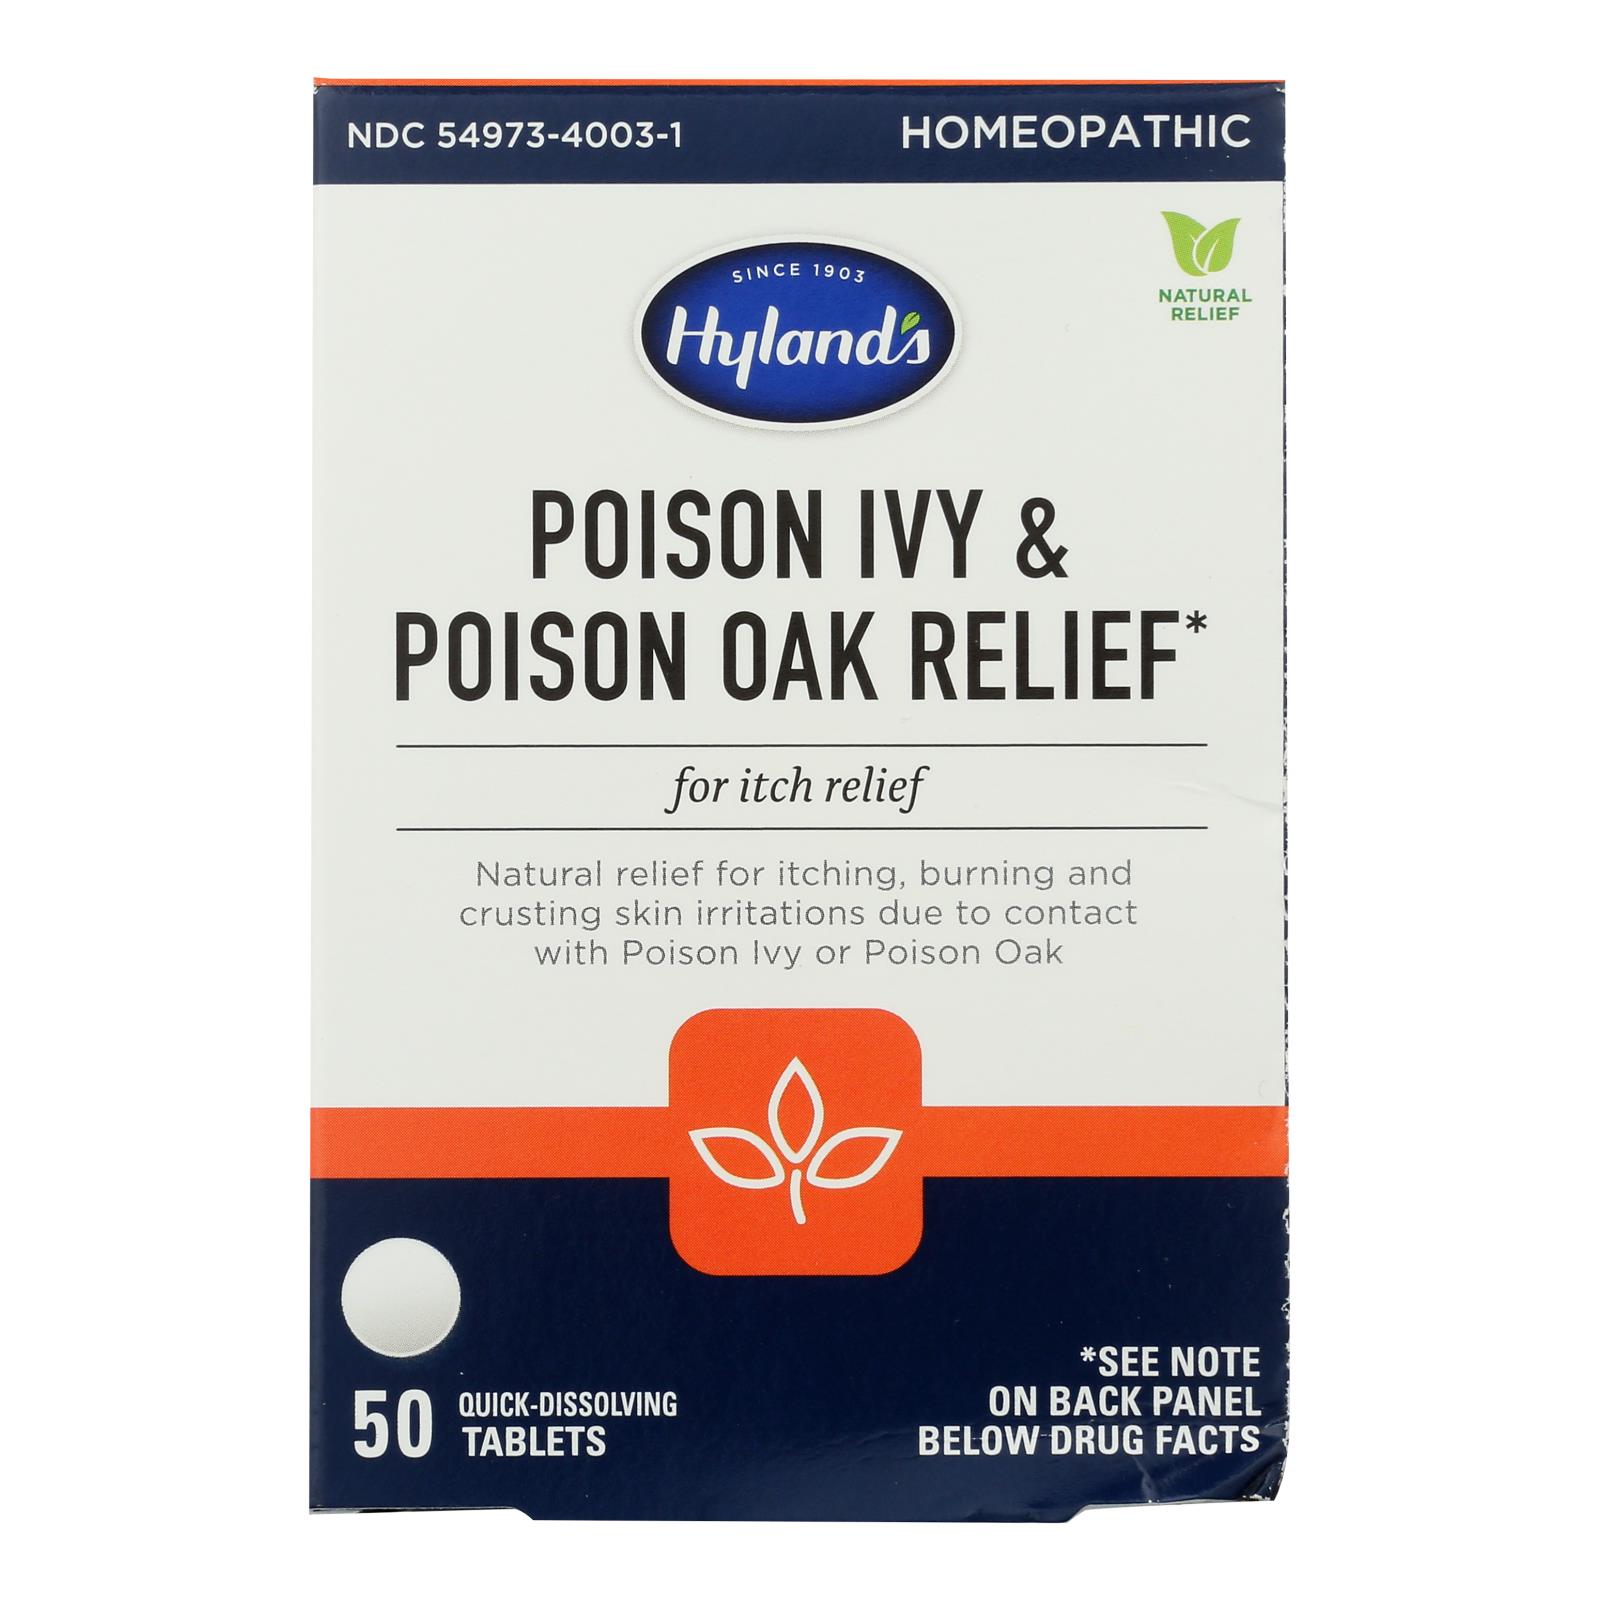 NDC 54973-4003-1 HOMEOPATHIC
NATURAL
RELIEF
SINCE 1903
Hyland's
POISON IVY &
POISON OAK RELIEF*
for itch relief
Natural relief for itching, burning and
crusting skin irritations due to contact
with Poison Ivy or Poison Oak
50 QUICK-DISSOLVING
TABLETS
*SEE NOTE
ON BACK PANEL
BELOW DRUG FACTS